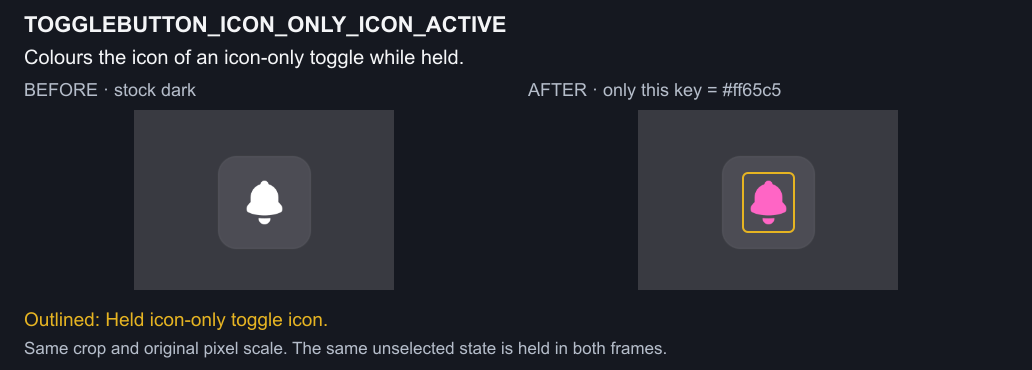 TOGGLEBUTTON_ICON_ONLY_ICON_ACTIVE
Colours the icon of an icon-only toggle while held.
BEFORE · stock dark
AFTER · only this key = #ff65c5
Outlined: Held icon-only toggle icon.
Same crop and original pixel scale. The same unselected state is held in both frames.